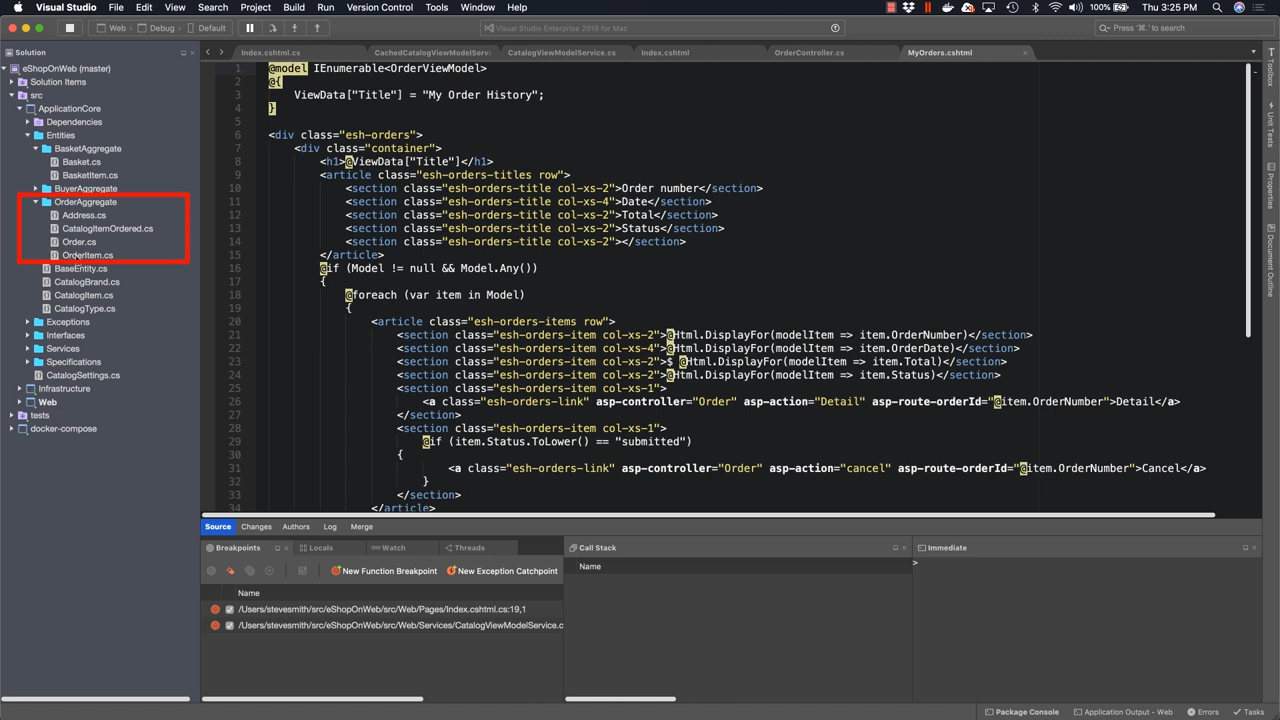 Visual Studio File Edit View Search Project Build Run Version Control Tools Window Help 100% Thu 3:25 PM
Web Debug Default Visual Studio Enterprise 2019 for Mac Press '⌘.' to search
Solution
Index.cshtml.cs CachedCatalogViewModelServi CatalogViewModelService.cs Index.cshtml OrderController.cs MyOrders.cshtml
eShopOnWeb (master)
Solution Items
src
ApplicationCore
Dependencies
Entities
BasketAggregate
Basket.cs
BasketItem.cs
BuyerAggregate
OrderAggregate
Address.cs
CatalogItemOrdered.cs
Order.cs
OrderItem.cs
BaseEntity.cs
CatalogBrand.cs
CatalogItem.cs
CatalogType.cs
Exceptions
Interfaces
Services
Specifications
CatalogSettings.cs
Infrastructure
Web
tests
docker-compose
1 @model IEnumerable<OrderViewModel>
2 @{
3 ViewData["Title"] = "My Order History";
4 }
5
6 <div class="esh-orders">
7 <div class="container">
8 <h1>@ViewData["Title"]</h1>
9 <article class="esh-orders-titles row">
10 <section class="esh-orders-title col-xs-2">Order number</section>
11 <section class="esh-orders-title col-xs-4">Date</section>
12 <section class="esh-orders-title col-xs-2">Total</section>
13 <section class="esh-orders-title col-xs-2">Status</section>
14 <section class="esh-orders-title col-xs-2"></section>
15 </article>
16 @if (Model != null && Model.Any())
17 {
18 @foreach (var item in Model)
19 {
20 <article class="esh-orders-items row">
21 <section class="esh-orders-item col-xs-2">@Html.DisplayFor(modelItem => item.OrderNumber)</section>
22 <section class="esh-orders-item col-xs-4">@Html.DisplayFor(modelItem => item.OrderDate)</section>
23 <section class="esh-orders-item col-xs-2">$ @Html.DisplayFor(modelItem => item.Total)</section>
24 <section class="esh-orders-item col-xs-2">@Html.DisplayFor(modelItem => item.Status)</section>
25 <section class="esh-orders-item col-xs-1">
26 <a class="esh-orders-link" asp-controller="Order" asp-action="Detail" asp-route-orderId="@item.OrderNumber">Detail</a>
27 </section>
28 <section class="esh-orders-item col-xs-1">
29 @if (item.Status.ToLower() == "submitted")
30 {
31 <a class="esh-orders-link" asp-controller="Order" asp-action="cancel" asp-route-orderId="@item.OrderNumber">Cancel</a>
32 }
33 </section>
34 </article>
Toolbox
Unit Tests
Document Outline
Source Changes Authors Log Merge
Breakpoints Locals Watch Threads Call Stack Immediate
New Function Breakpoint New Exception Catchpoint
Name
Name
>
/Users/stevesmith/src/eShopOnWeb/src/Web/Pages/Index.cshtml.cs:19,1
/Users/stevesmith/src/eShopOnWeb/src/Web/Services/CatalogViewModelService.c
Package Console Application Output - Web Errors Tasks